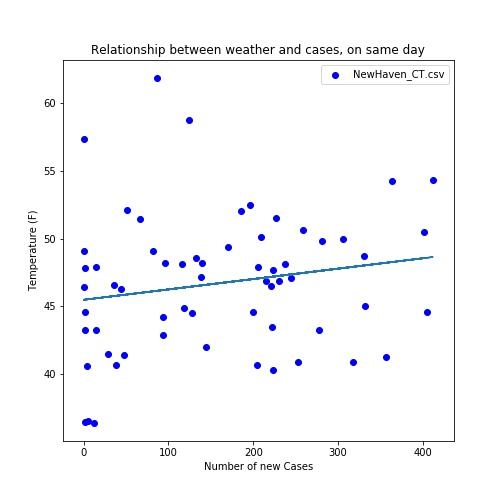 Relationship between weather and cases, on same day
NewHaven_CT.csv
60
55
50
45
40
Temperature (F)
0 100 200 300 400
Number of new Cases